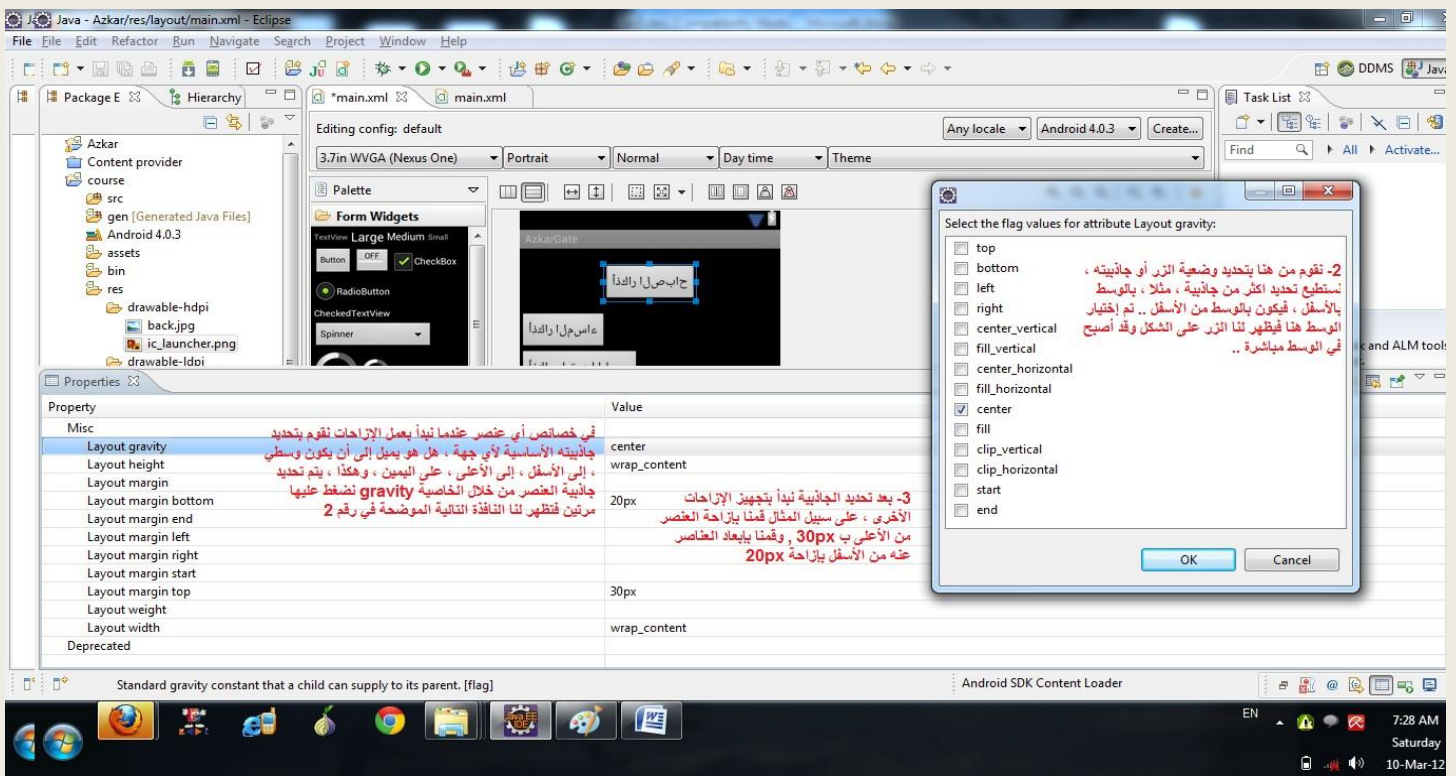 Java - Azkar/res/layout/main.xml - Eclipse
File File Edit Refactor Run Navigate Search Project Window Help
DDMS Java
Package E Hierarchy
*main.xml main.xml
Task List
Editing config: default
Any locale Android 4.0.3 Create...
Find All Activate...
3.7in WVGA (Nexus One) Portrait Normal Day time Theme
Azkar
Content provider
course
src
gen [Generated Java Files]
Android 4.0.3
assets
bin
res
drawable-hdpi
back.jpg
ic_launcher.png
drawable-ldpi
Palette
Form Widgets
TextView Large Medium Small
Button OFF CheckBox
RadioButton
CheckedTextView
Spinner
AzkarGate
Select the flag values for attribute Layout gravity:
top
bottom
left
right
center_vertical
fill_vertical
center_horizontal
fill_horizontal
center
fill
clip_vertical
clip_horizontal
start
end
OK Cancel
2- نقوم من هنا بتحديد وضعية الزر أو جاذبيته ،
نستطيع تحديد اكثر من جاذبية ، مثلا ، بالوسط
بالأسفل ، فيكون بالوسط من الأسفل .. تم إختيار
الوسط هنا فيظهر لنا الزر على الشكل وقد أصبح
في الوسط مباشرة ..
and ALM tools
Properties
Property Value
Misc
Layout gravity center
Layout height wrap_content
Layout margin
Layout margin bottom 20px
Layout margin end
Layout margin left
Layout margin right
Layout margin start
Layout margin top 30px
Layout weight
Layout width wrap_content
Deprecated
في خصائص أي عنصر عندما نبدأ بعمل الإزاحات نقوم بتحديد
جاذبيته الأساسية لأي جهة ، هل هو يميل إلى أن يكون وسطي
، إلى الأسفل ، إلى الأعلى ، على اليمين ، وهكذا ، يتم تحديد
جاذبية العنصر من خلال الخاصية gravity نضغط عليها
مرتين فتظهر لنا النافذة التالية الموضحة في رقم 2
3- بعد تحديد الجاذبية نبدأ بتجهيز الإزاحات
الأخرى ، على سبيل المثال قمنا بإزاحة العنصر
من الأعلى ب 30px , وقمنا بإبعاد العناصر
عنه من الأسفل بإزاحة 20px
Standard gravity constant that a child can supply to its parent. [flag]
Android SDK Content Loader
EN
7:28 AM
Saturday
10-Mar-12